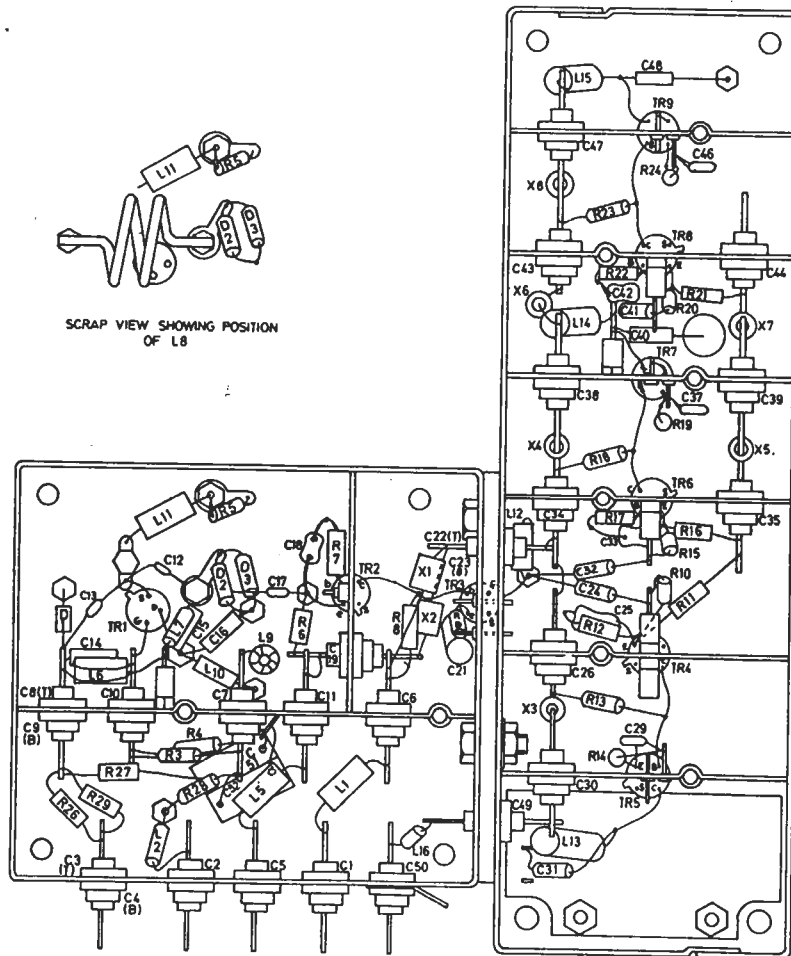 L11
R5
D2
D3
SCRAP VIEW SHOWING POSITION
OF L8
L15
C48
TR9
C47
C46
R24
X8
R23
TR8
C43
C44
R22
C42
R21
X6
C41
R20
L14
C40
X7
TR7
C38
C37
C39
R19
X4
R18
X5.
TR6
L12
C34
R17
R16
C35
C33
R15
C32
C24
R10
R11
C25
R12
TR4
C26
R13
X3
C29
R14
TR5
C30
C49
L13
C31
L11
R5
C12
C13
D
D2
D3
C17
C18
R7
TR2
C22(T)
C23
(B)
X1
TR3
TR1
L7
C15
C16
R6
R8
X2
C14
L6
L10
L9
C19
C21
C8(T)
C10
C7
C11
C6
C9
(B)
R4
R3
R27
R28
L5
L1
R29
R26
L2
L16
C3
(T)
C4
(B)
C2
C5
C1
C50